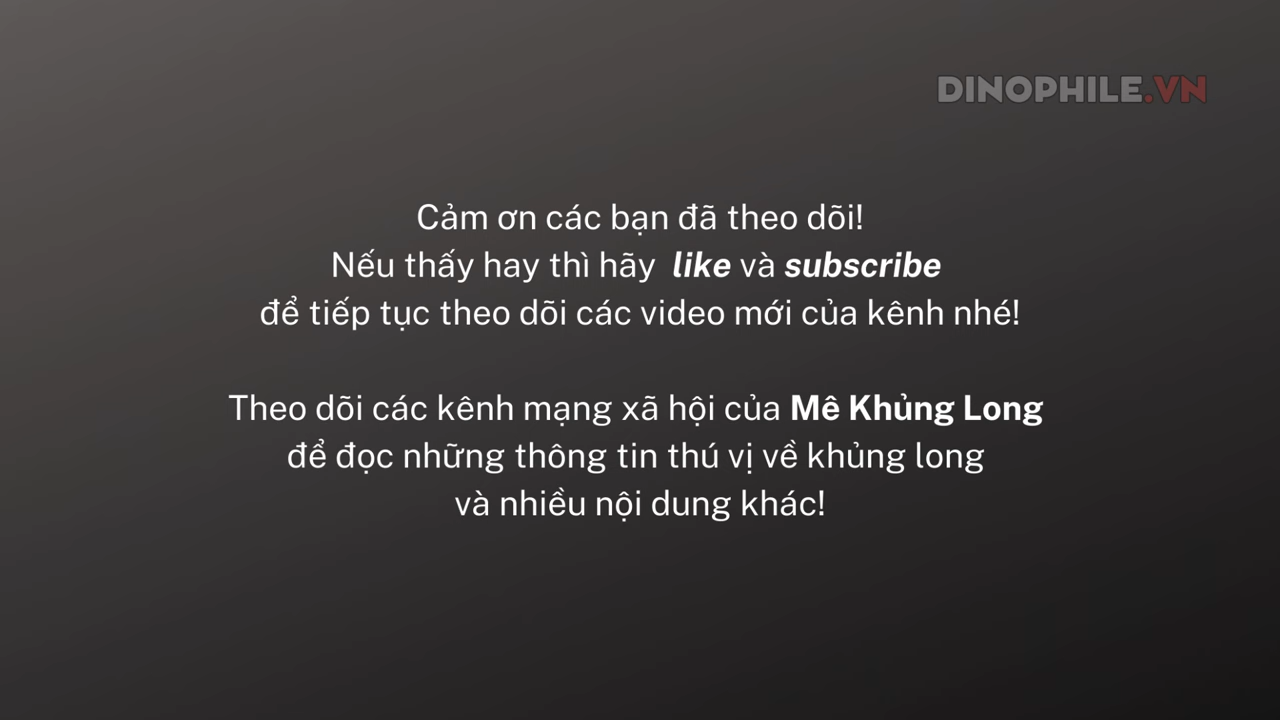 DINOPHILE.VN
Cảm ơn các bạn đã theo dõi!
Nếu thấy hay thì hãy like và subscribe
để tiếp tục theo dõi các video mới của kênh nhé!
Theo dõi các kênh mạng xã hội của Mê Khủng Long
để đọc những thông tin thú vị về khủng long
và nhiều nội dung khác!